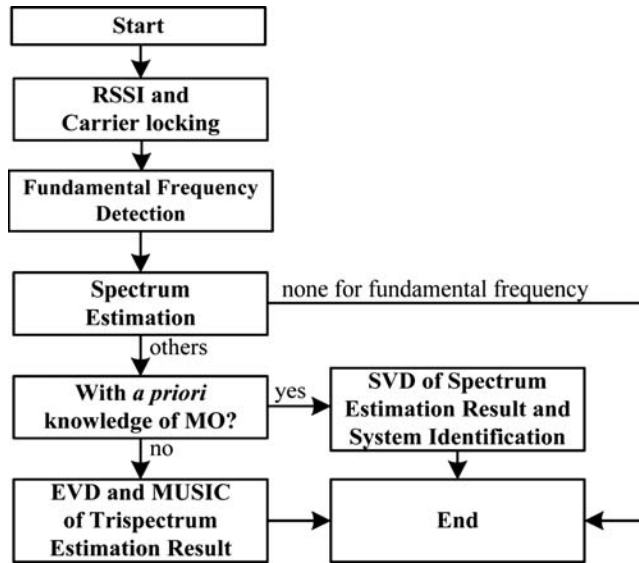 Start
RSSI and
Carrier locking
Fundamental Frequency
Detection
Spectrum
Estimation
none for fundamental frequency
others
With a priori
knowledge of MO?
yes
SVD of Spectrum
Estimation Result and
System Identification
no
EVD and MUSIC
of Trispectrum
Estimation Result
End